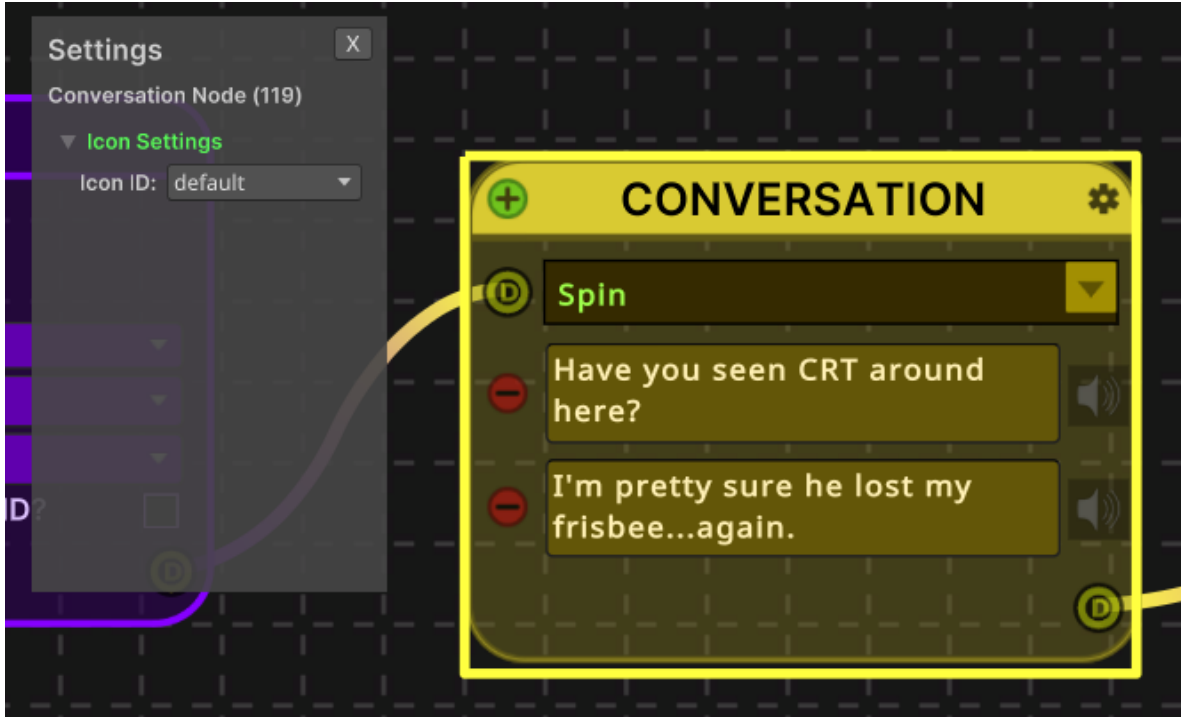 Settings
X
Conversation Node (119)
Icon Settings
Icon ID: default
ID?
D
CONVERSATION
D
Spin
Have you seen CRT around
here?
I'm pretty sure he lost my
frisbee...again.
D